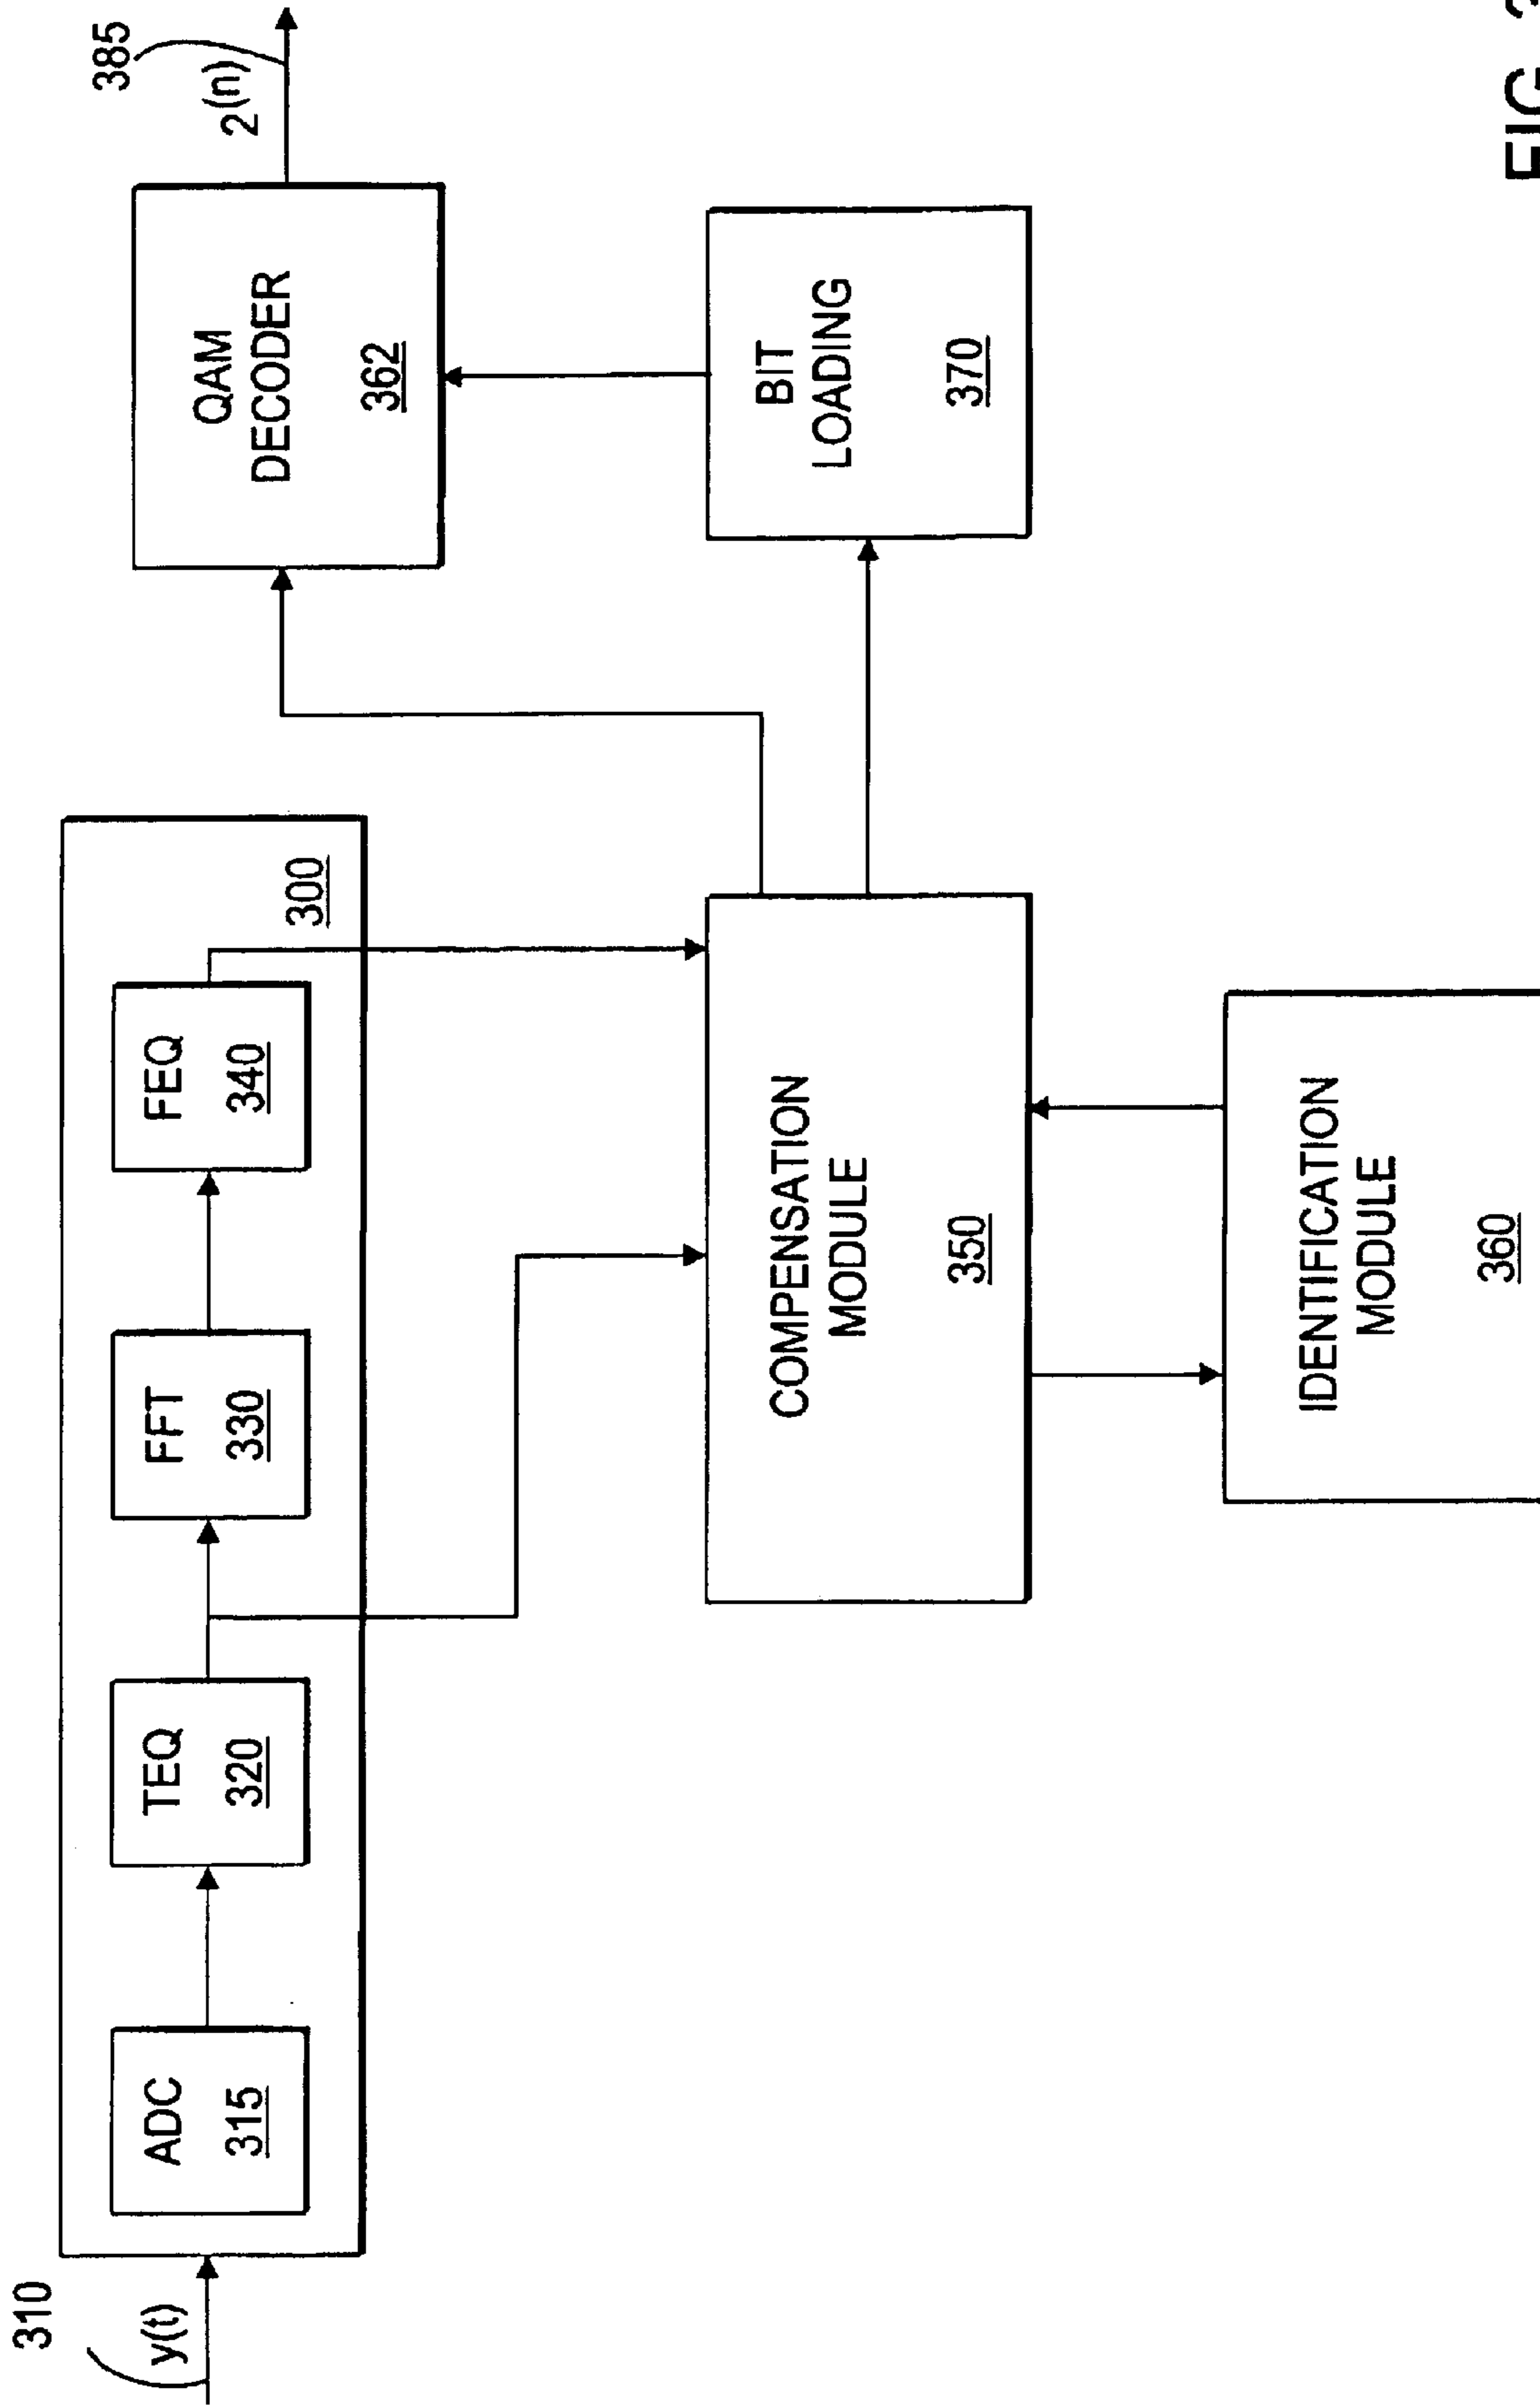 310
y(t)
ADC
315
TEQ
320
FFT
330
FEQ
340
300
385
2(n)
QAM
DECODER
362
COMPENSATION
MODULE
350
BIT
LOADING
370
IDENTIFICATION
MODULE
360
FIG.